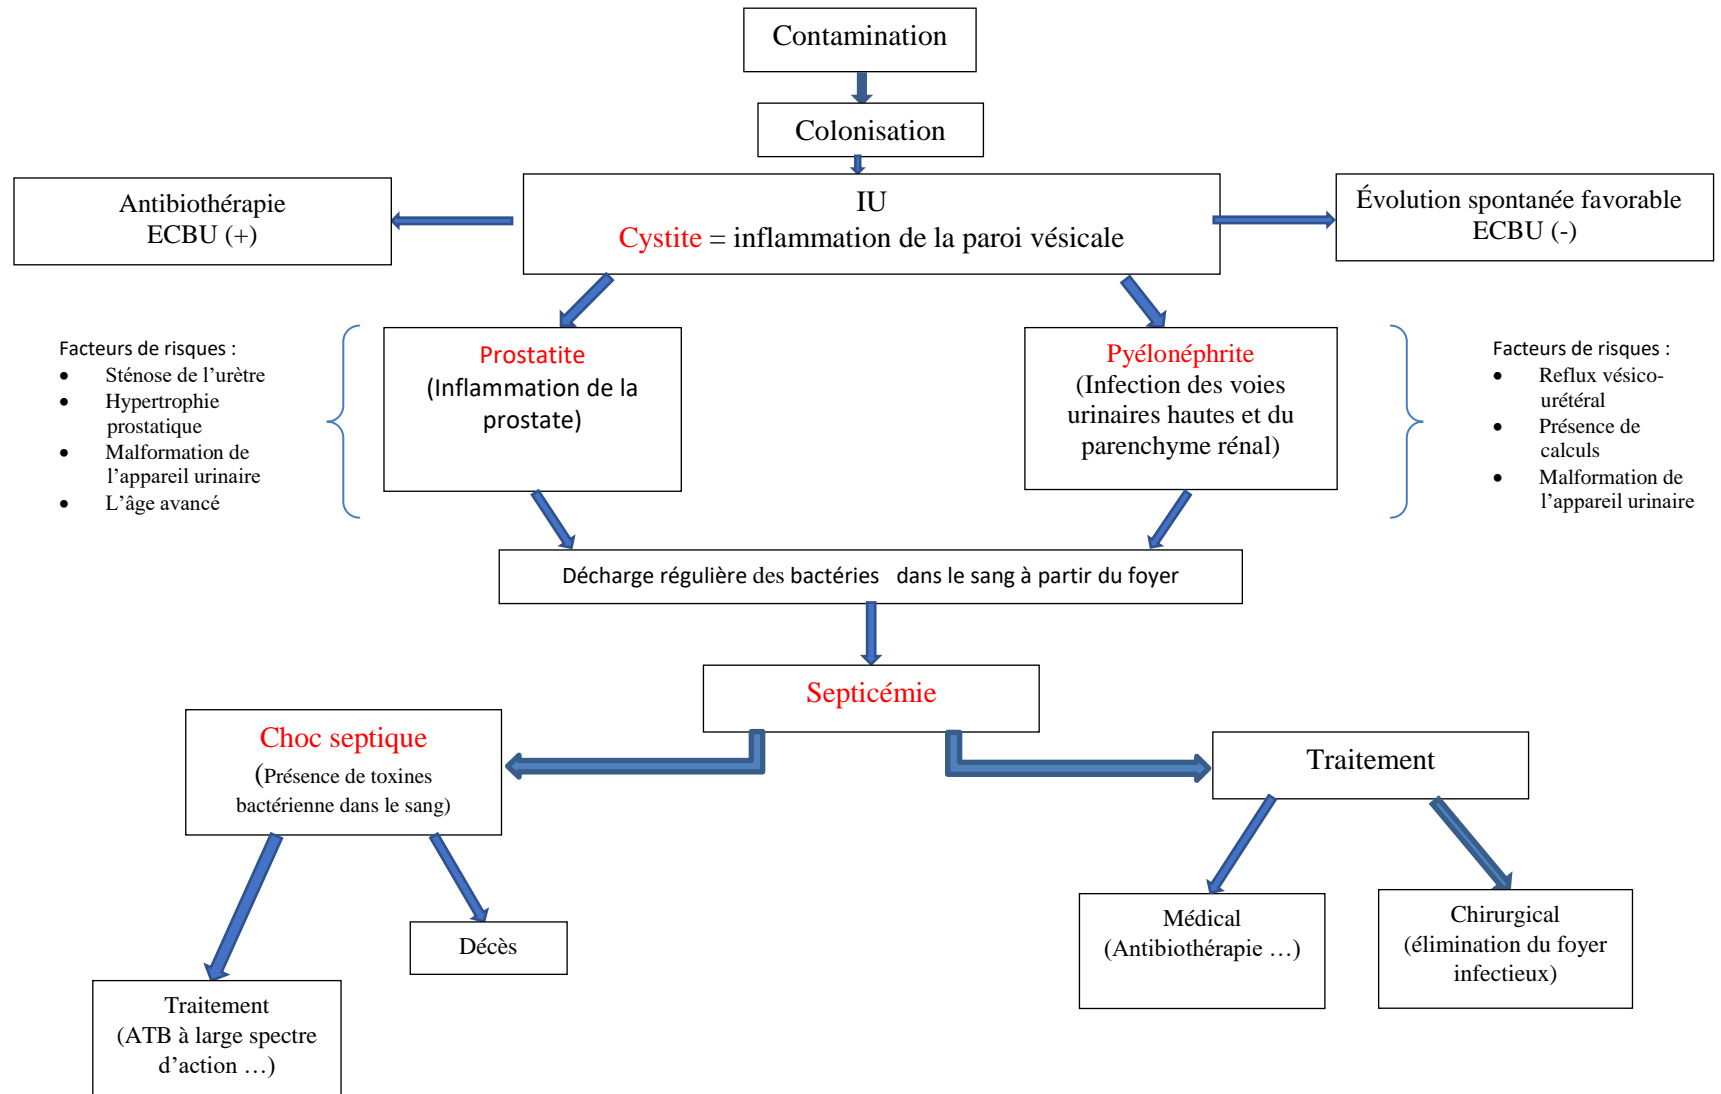 Contamination
Colonisation
Antibiothérapie
ECBU (+)
IU
Cystite = inflammation de la paroi vésicale
Évolution spontanée favorable
ECBU (-)
Facteurs de risques :
• Sténose de l’urètre
• Hypertrophie
prostatique
• Malformation de
l’appareil urinaire
• L’âge avancé
Prostatite
(Inflammation de la
prostate)
Pyélonéphrite
(Infection des voies
urinaires hautes et du
parenchyme rénal)
Facteurs de risques :
• Reflux vésico-
urétéral
• Présence de
calculs
• Malformation de
l’appareil urinaire
Décharge régulière des bactéries dans le sang à partir du foyer
Septicémie
Choc septique
(Présence de toxines
bactérienne dans le sang)
Traitement
Décès
Traitement
(ATB à large spectre
d’action …)
Médical
(Antibiothérapie …)
Chirurgical
(élimination du foyer
infectieux)